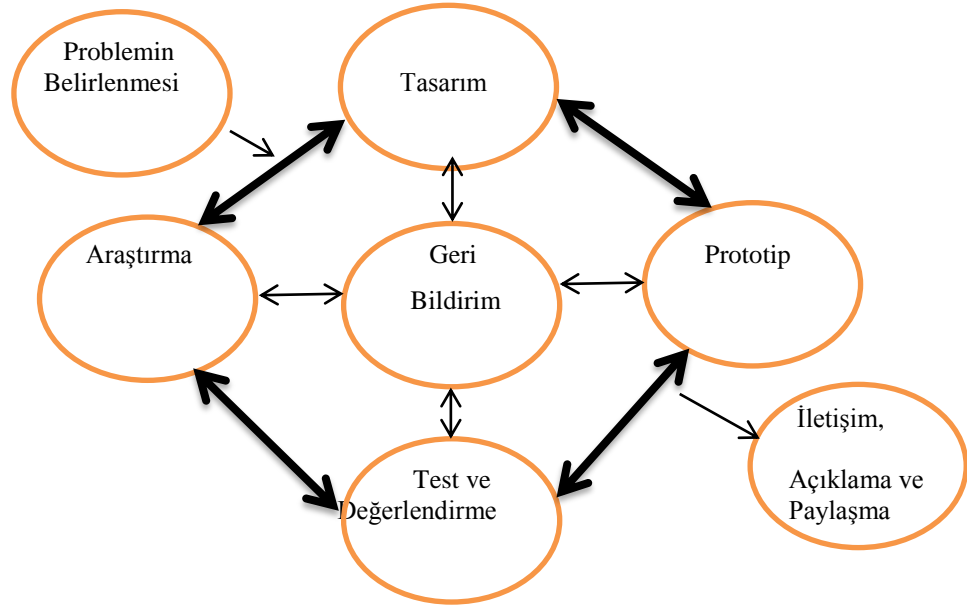 Problemin
Belirlenmesi
Tasarım
Araştırma
Geri
Bildirim
Prototip
Test ve
Değerlendirme
İletişim,
Açıklama ve
Paylaşma